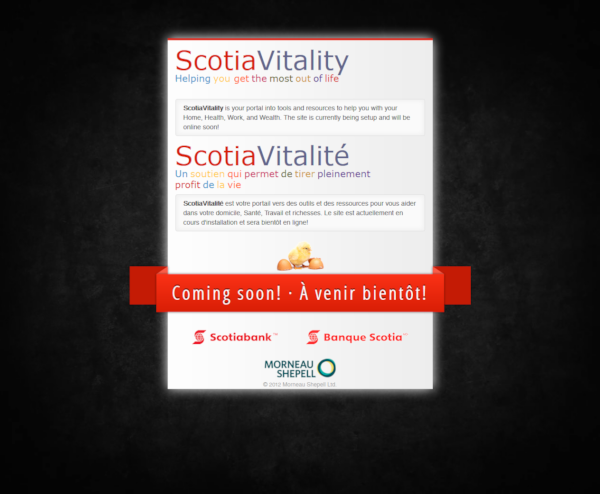 ScotiaVitality
Helping you get the most out of life
ScotiaVitality is your portal into tools and resources to help you with your
Home, Health, Work, and Wealth. The site is currently being setup and will be
online soon!
ScotiaVitalité
Un soutien qui permet de tirer pleinement
profit de la vie
ScotiaVitalité est votre portail vers des outils et des ressources pour vous aider
dans votre domicile, Santé, Travail et richesses. Le site est actuellement en
cours d'installation et sera bientôt en ligne!
Coming soon! · À venir bientôt!
Scotiabank Banque Scotia
MORNEAU
SHEPELL
© 2012 Morneau Shepell Ltd.